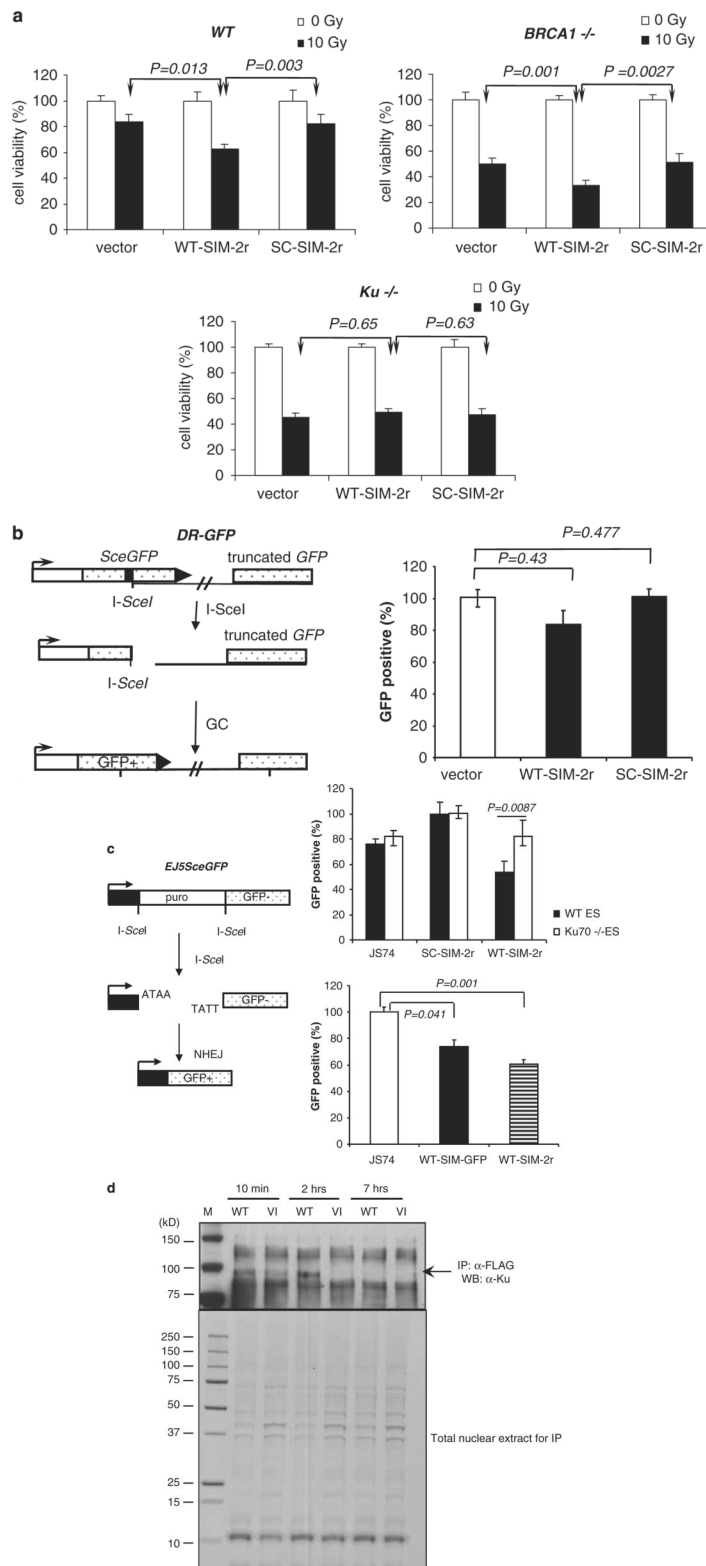 a
WT
0 Gy
10 Gy
P=0.013
P=0.003
cell viability (%)
120
100
80
60
40
20
0
vector
WT-SIM-2r
SC-SIM-2r
BRCA1 -/-
0 Gy
10 Gy
P=0.001
P =0.0027
cell viability (%)
120
100
80
60
40
20
0
vector
WT-SIM-2r
SC-SIM-2r
Ku -/-
0 Gy
10 Gy
P=0.65
P=0.63
cell viability (%)
120
100
80
60
40
20
0
vector
WT-SIM-2r
SC-SIM-2r
b
DR-GFP
SceGFP
truncated GFP
I-SceI
I-SceI
truncated GFP
I-SceI
GC
GFP+
P=0.477
P=0.43
GFP positive (%)
120
100
80
60
40
20
0
vector
WT-SIM-2r
SC-SIM-2r
c
EJ5SceGFP
puro
GFP-
I-SceI
I-SceI
I-SceI
ATAA
TATT
GFP-
NHEJ
GFP+
P=0.0087
GFP positive (%)
120
100
80
60
40
20
0
JS74
SC-SIM-2r
WT-SIM-2r
WT ES
Ku70 -/-ES
P=0.001
P=0.041
GFP positive (%)
120
100
80
60
40
20
0
JS74
WT-SIM-GFP
WT-SIM-2r
d
10 min
2 hrs
7 hrs
(kD)
M
WT
VI
WT
VI
WT
VI
150
100
75
IP: α-FLAG
WB: α-Ku
250
150
100
75
50
37
25
15
10
Total nuclear extract for IP